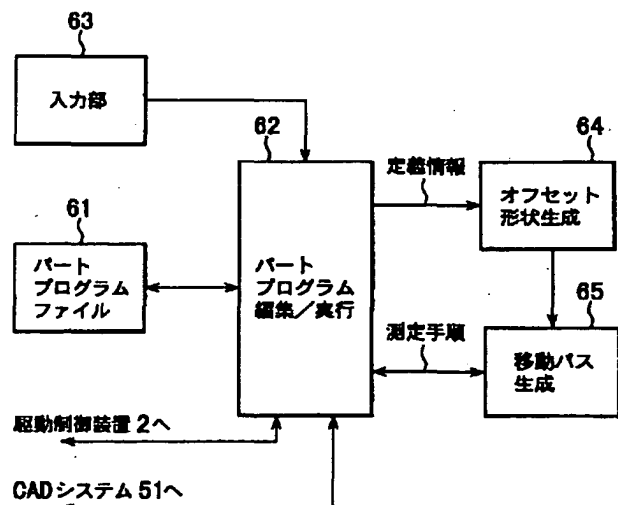 63
入力部
62
64
定義情報
オフセット
形状生成
61
パート
プログラム
ファイル
パート
プログラム
編集/実行
65
測定手順
移動パス
生成
駆動制御装置2へ
CADシステム51へ